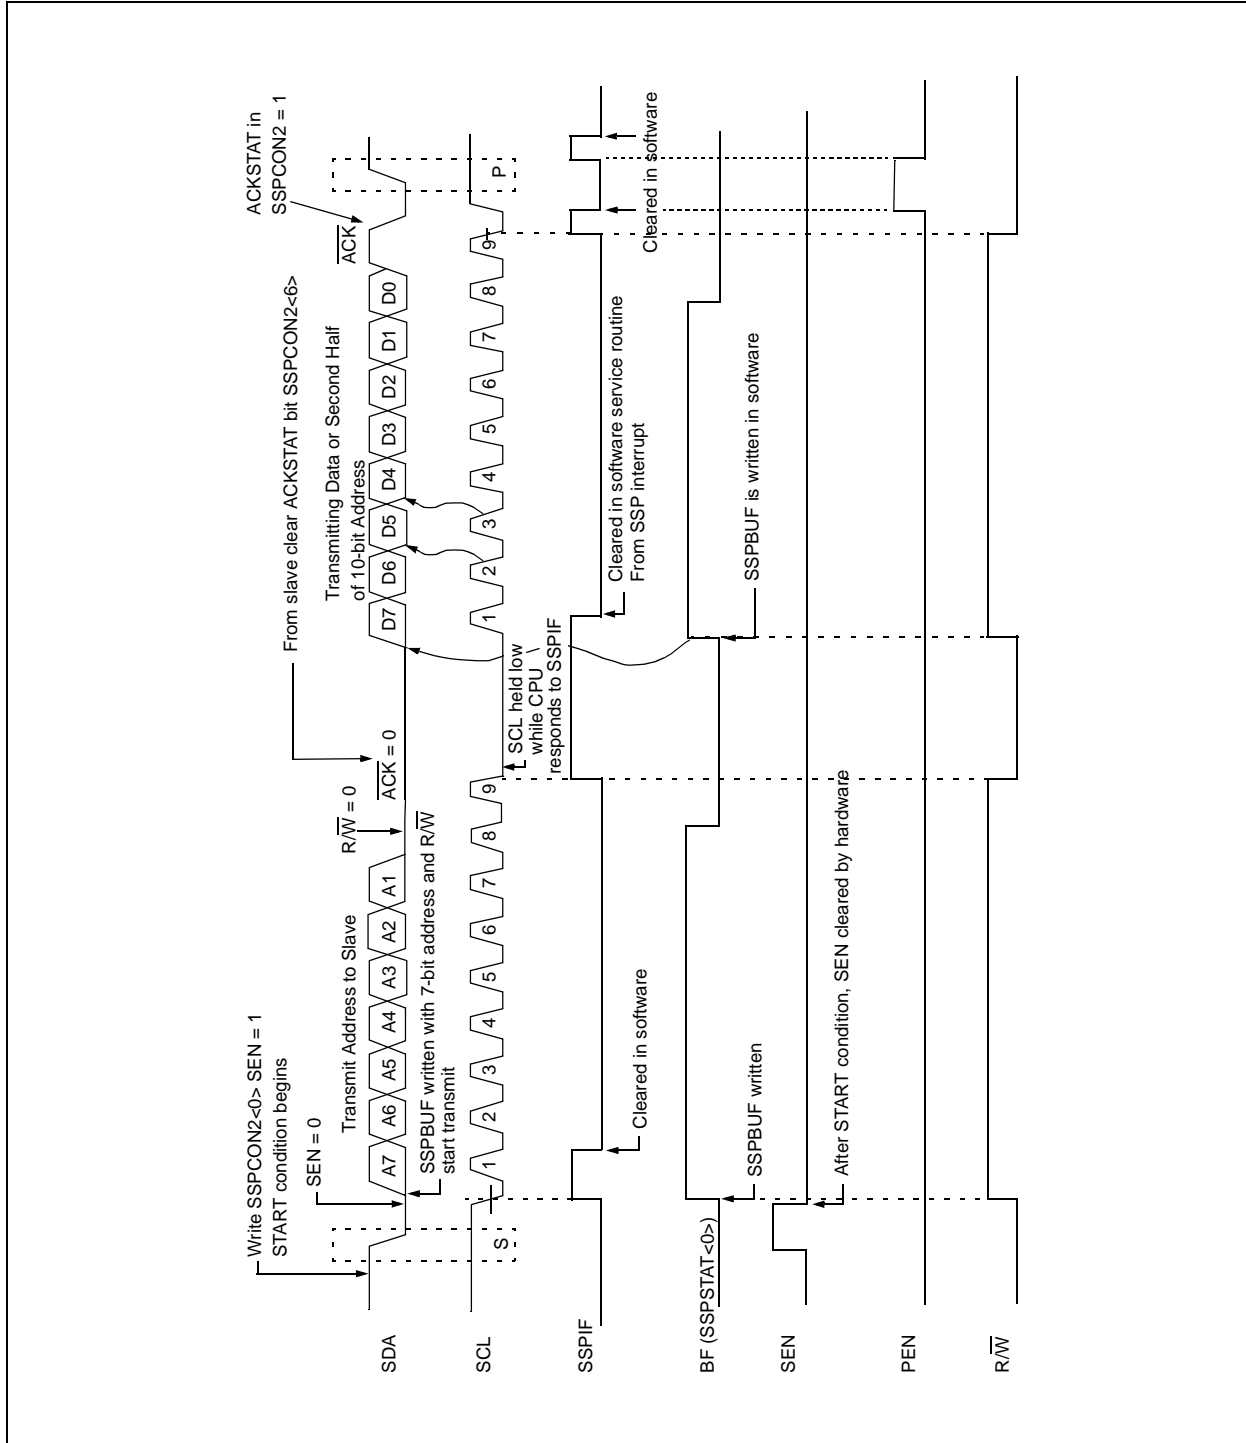 Write SSPCON2<0> SEN = 1
START condition begins
SEN = 0
Transmit Address to Slave
R/W = 0
From slave clear ACKSTAT bit SSPCON2<6>
ACK = 0
Transmitting Data or Second Half
of 10-bit Address
ACK
ACKSTAT in
SSPCON2 = 1
SDA
A7 A6 A5 A4 A3 A2 A1
D7 D6 D5 D4 D3 D2 D1 D0
SSPBUF written with 7-bit address and R/W
start transmit
SCL
S
1 2 3 4 5 6 7 8 9
1 2 3 4 5 6 7 8 9
P
SCL held low
while CPU
responds to SSPIF
SSPIF
Cleared in software
Cleared in software service routine
From SSP interrupt
Cleared in software
BF (SSPSTAT<0>)
SSPBUF written
SSPBUF is written in software
SEN
After START condition, SEN cleared by hardware
PEN
R/W